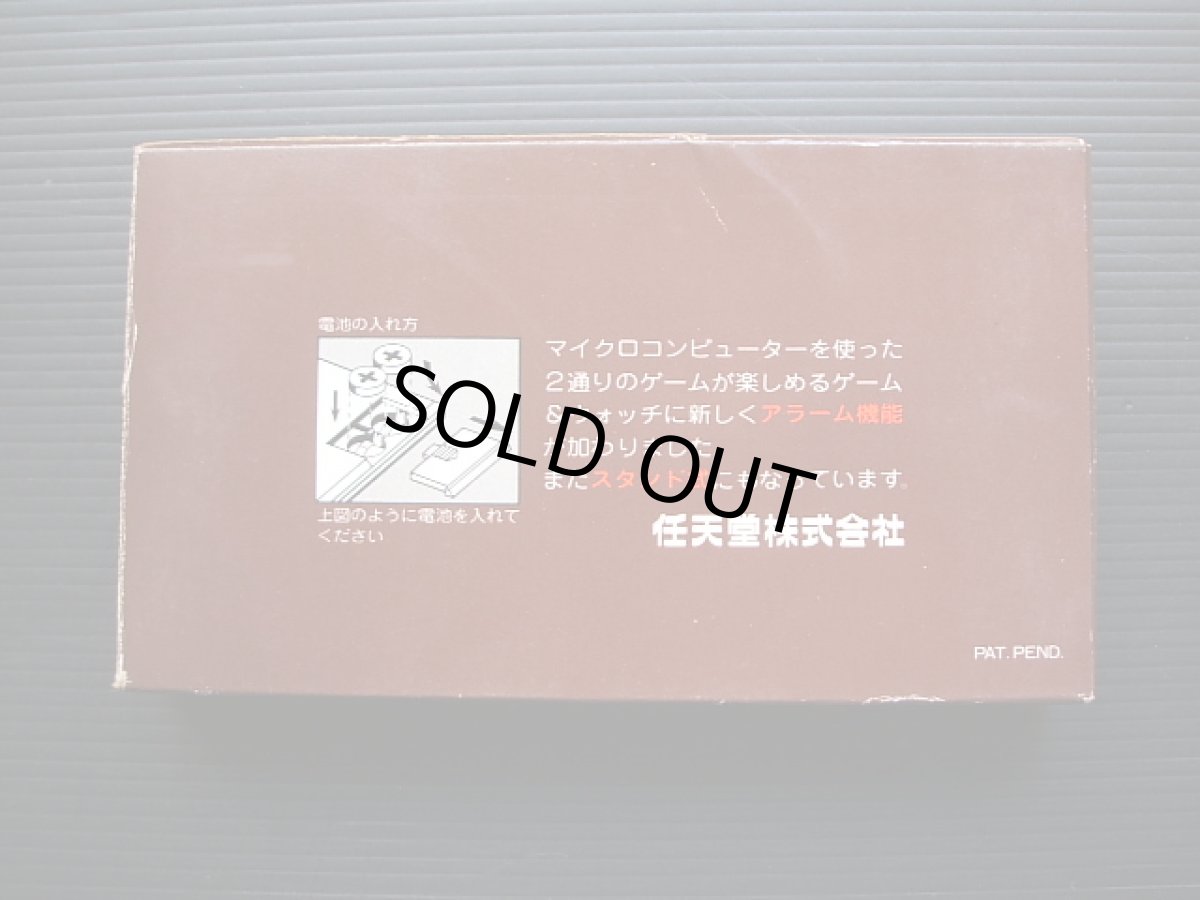 電池の入れ方
上図のように電池を入れて
ください
マイクロコンピューターを使った
2通りのゲームが楽しめるゲーム
&ウォッチに新しくアラーム機能
が加わりました
またスタンド式にもなっています。
任天堂株式会社
PAT. PEND.
SOLD OUT